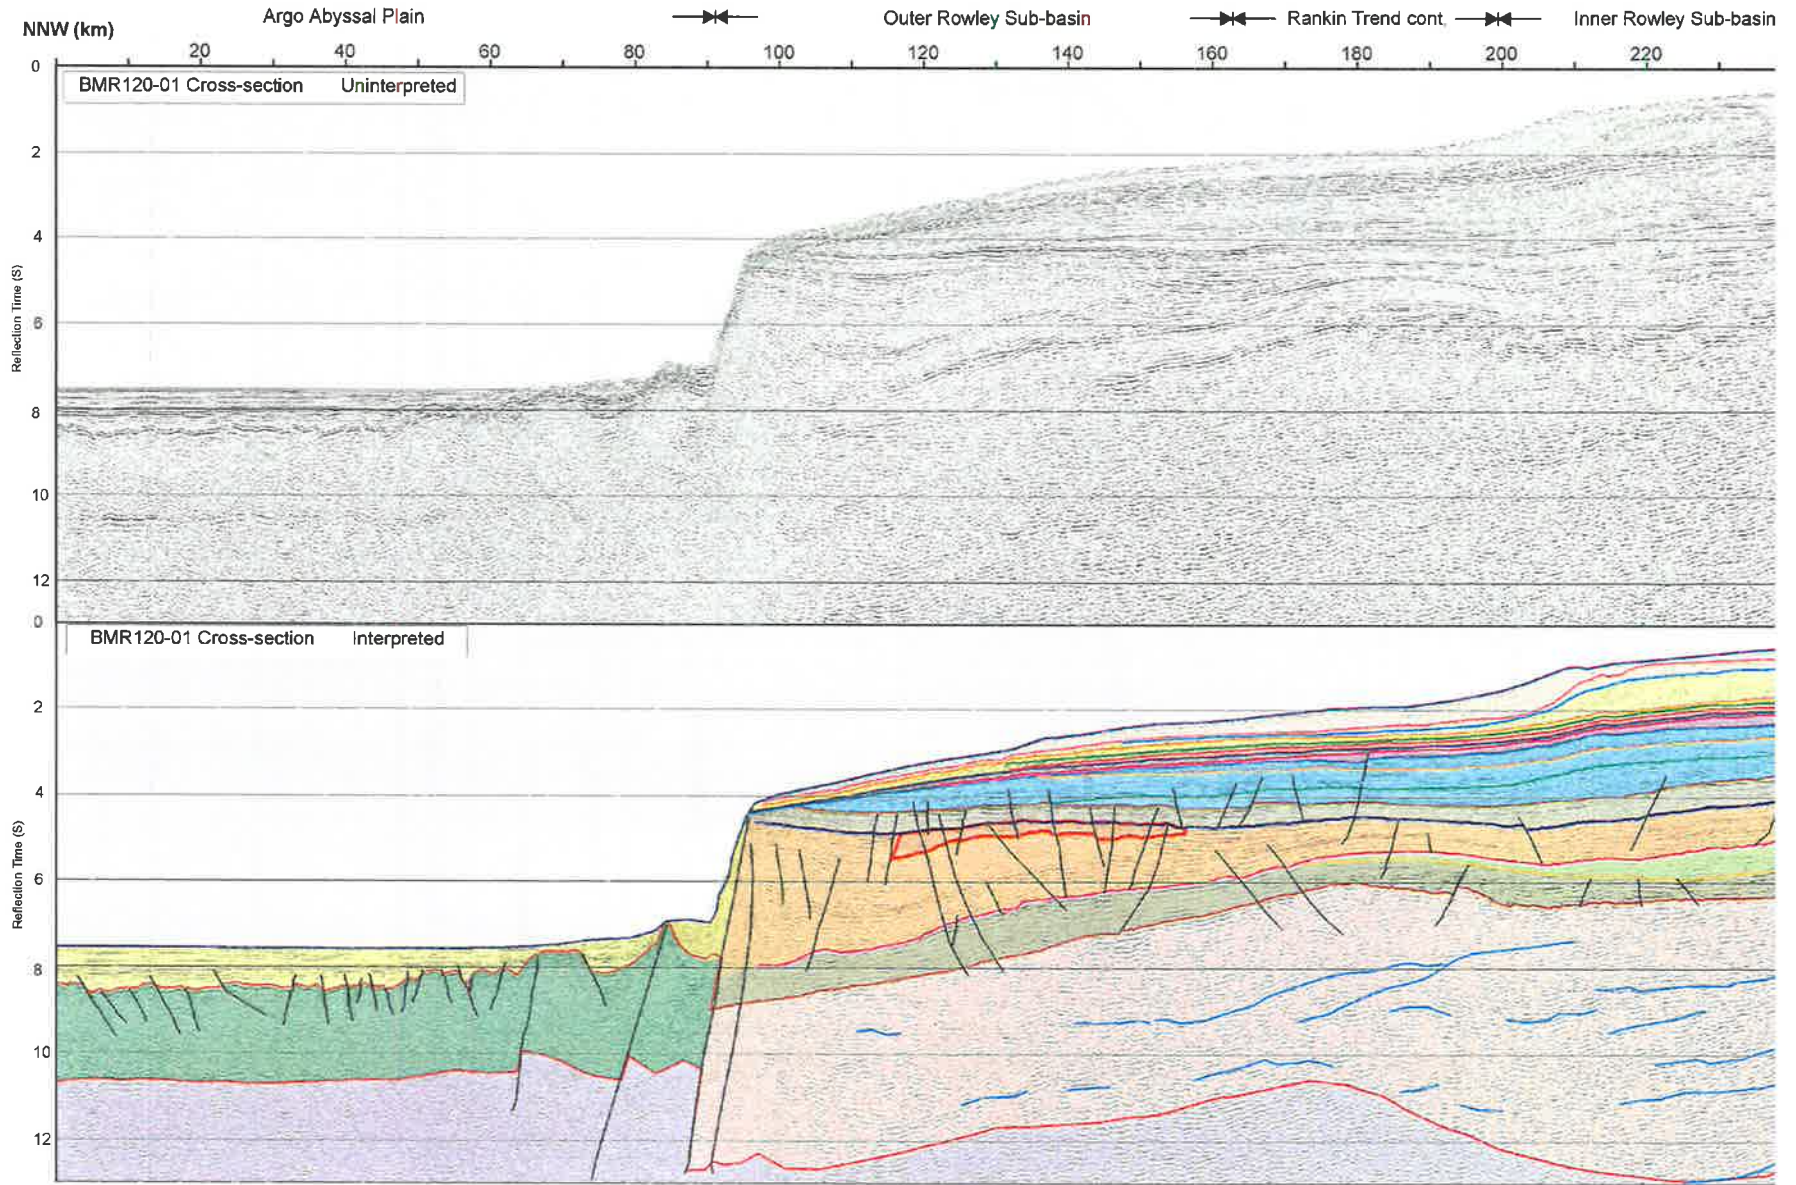 Argo Abyssal Plain Outer Rowley Sub-basin Rankin Trend cont. Inner Rowley Sub-basin
NNW (km)
20 40 60 80 100 120 140 160 180 200 220
0
BMR120-01 Cross-section Uninterpreted
2
4
Reflection Time (S)
6
8
10
12
0
BMR120-01 Cross-section Interpreted
2
4
Reflection Time (S)
6
8
10
12